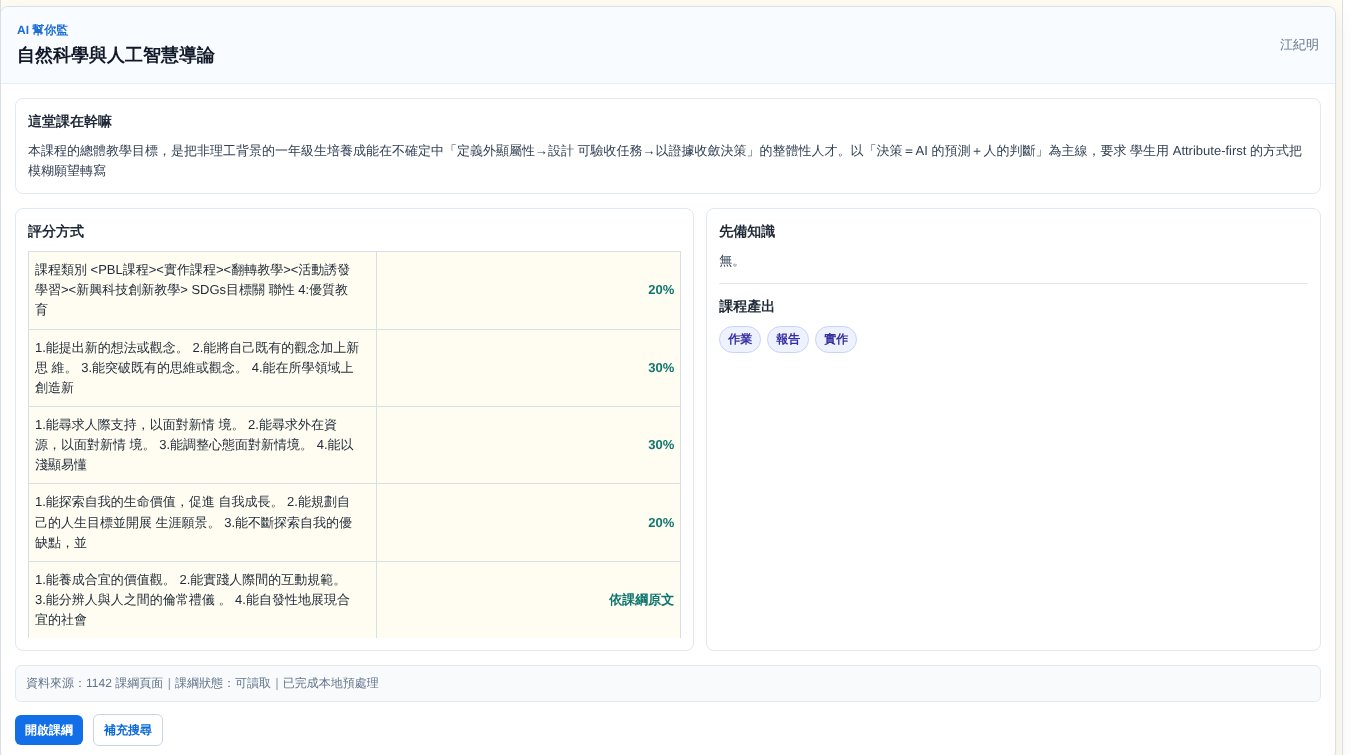 AI 幫你監
自然科學與人工智慧導論
江紀明
這堂課在幹嘛
本課程的總體教學目標，是把非理工背景的一年級生培養成能在不確定中「定義外顯屬性→設計 可驗收任務→以證據收斂決策」的整體性人才。以「決策＝AI 的預測＋人的判斷」為主線，要求 學生用 Attribute-first 的方式把
模糊願望轉寫
評分方式
課程類別 <PBL課程><實作課程><翻轉教學><活動誘發
學習><新興科技創新教學> SDGs目標關 聯性 4:優質教
育
20%
1.能提出新的想法或觀念。 2.能將自己既有的觀念加上新
思 維。 3.能突破既有的思維或觀念。 4.能在所學領域上
創造新
30%
1.能尋求人際支持，以面對新情 境。 2.能尋求外在資
源，以面對新情 境。 3.能調整心態面對新情境。 4.能以
淺顯易懂
30%
1.能探索自我的生命價值，促進 自我成長。 2.能規劃自
己的人生目標並開展 生涯願景。 3.能不斷探索自我的優
缺點，並
20%
1.能養成合宜的價值觀。 2.能實踐人際間的互動規範。
3.能分辨人與人之間的倫常禮儀 。 4.能自發性地展現合
宜的社會
依課綱原文
先備知識
無。
課程產出
作業
報告
實作
資料來源：1142 課綱頁面｜課綱狀態：可讀取｜已完成本地預處理
開啟課綱
補充搜尋